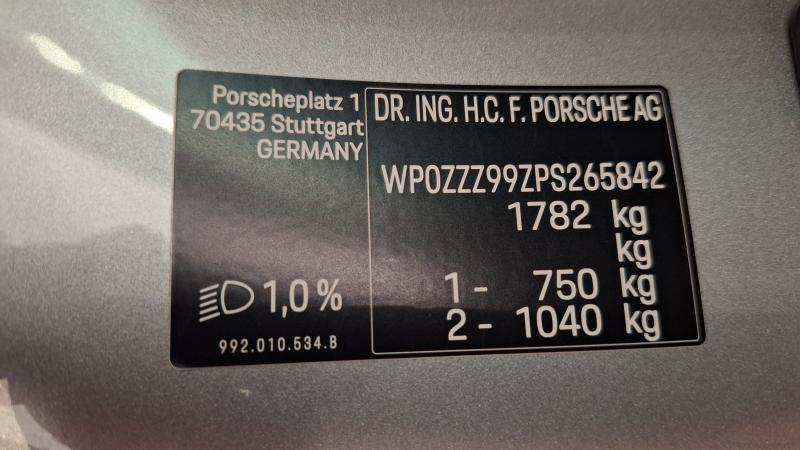 Porscheplatz 1
70435 Stuttgart
GERMANY
1,0%
992.010.534.B
DR. ING. H.C. F. PORSCHE AG
WP0ZZZ99ZPS265842
1782 kg
kg
1 - 750 kg
2 - 1040 kg